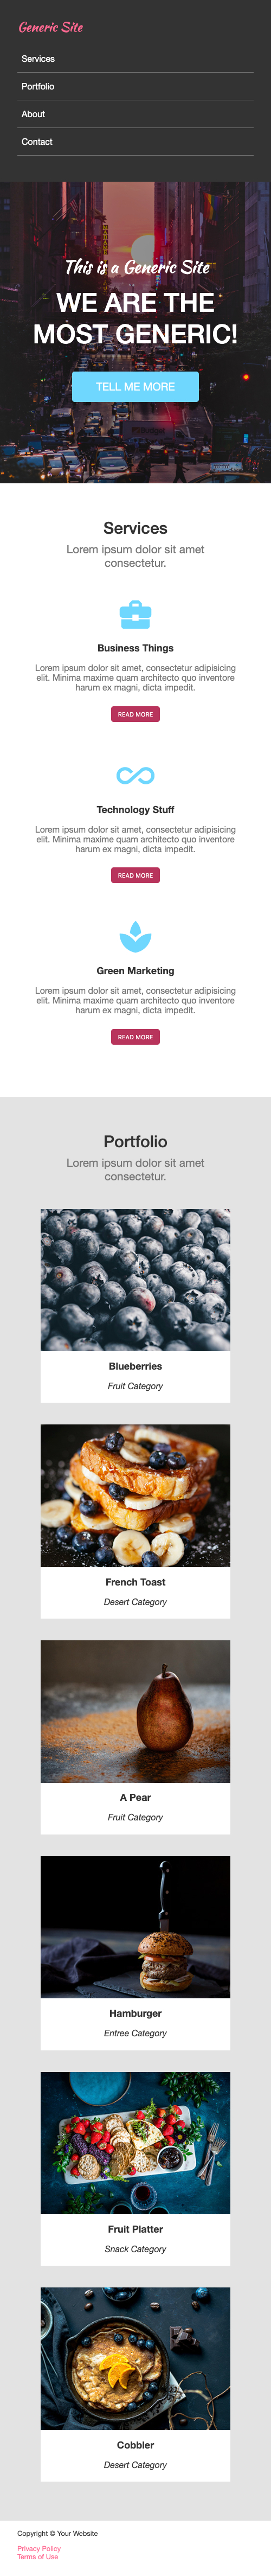 Generic Site
Services
Portfolio
About
Contact
This is a Generic Site
WE ARE THE
MOST GENERIC!
TELL ME MORE
Services
Lorem ipsum dolor sit amet
consectetur.
Business Things
Lorem ipsum dolor sit amet, consectetur adipisicing
elit. Minima maxime quam architecto quo inventore
harum ex magni, dicta impedit.
READ MORE
Technology Stuff
Lorem ipsum dolor sit amet, consectetur adipisicing
elit. Minima maxime quam architecto quo inventore
harum ex magni, dicta impedit.
READ MORE
Green Marketing
Lorem ipsum dolor sit amet, consectetur adipisicing
elit. Minima maxime quam architecto quo inventore
harum ex magni, dicta impedit.
READ MORE
Portfolio
Lorem ipsum dolor sit amet
consectetur.
Blueberries
Fruit Category
French Toast
Desert Category
A Pear
Fruit Category
Hamburger
Entree Category
Fruit Platter
Snack Category
Cobbler
Desert Category
Copyright © Your Website
Privacy Policy
Terms of Use